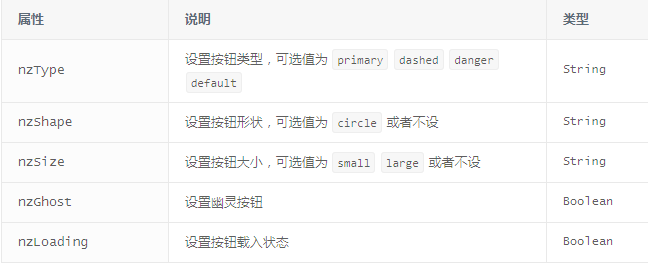 属性 说明 类型
nzType 设置按钮类型，可选值为 primary dashed danger String
default
nzShape 设置按钮形状，可选值为 circle 或者不设 String
nzSize 设置按钮大小，可选值为 small large 或者不设 String
nzGhost 设置幽灵按钮 Boolean
nzLoading 设置按钮载入状态 Boolean